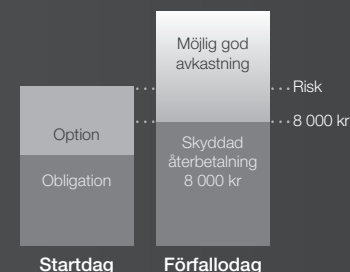 Möjlig god
avkastning
Risk
8 000 kr
Option
Skyddad
återbetalning
8 000 kr
Obligation
Startdag
Förfallodag